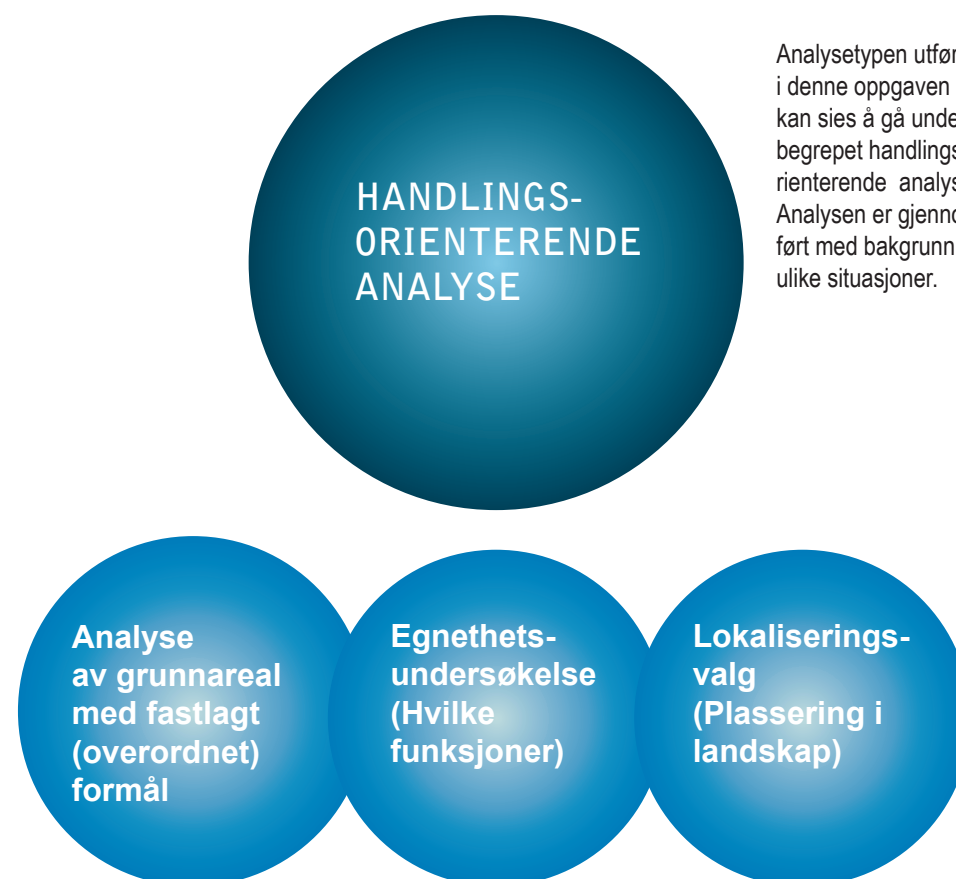 HANDLINGS-
ORIENTERENDE
ANALYSE
Analysetypen
i denne oppgaven
kan sies å gå
begrepet
rienterende
Analysen er
ført med bakgrunn
ulike situasjoner.
Analyse
av grunnareal
med fastlagt
(overordnet)
formål
Egnethets-
undersøkelse
(Hvilke
funksjoner)
Lokaliserings-
valg
(Plassering i
landskap)